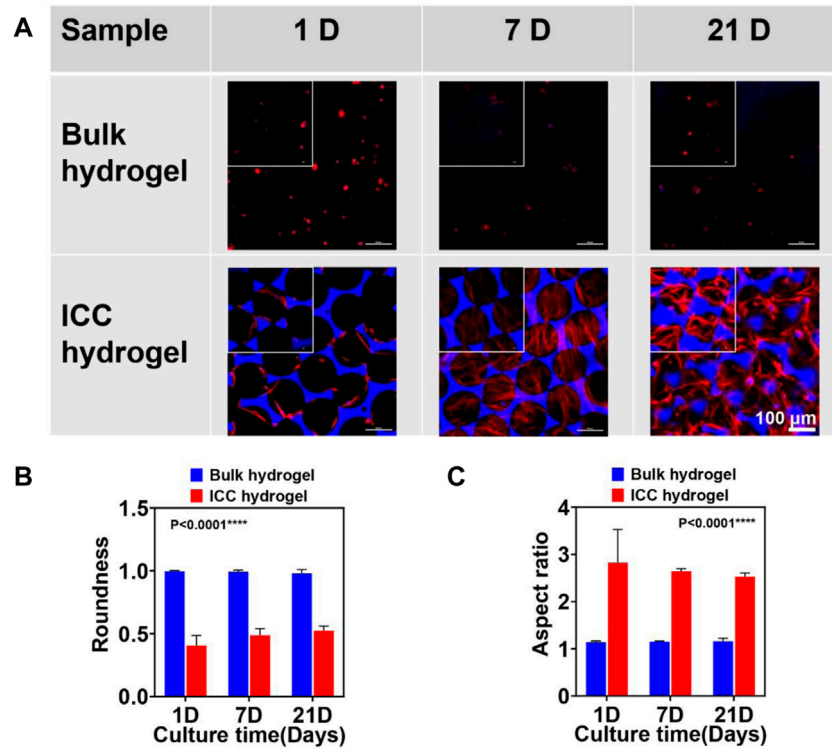 A
Sample 1 D 7 D 21 D
Bulk
hydrogel
ICC
hydrogel
100 µm
B
Bulk hydrogel
ICC hydrogel
P<0.0001****
Roundness
1.5
1.0
0.5
0.0
1D 7D 21D
Culture time(Days)
C
Bulk hydrogel
ICC hydrogel
P<0.0001****
Aspect ratio
4
3
2
1
0
1D 7D 21D
Culture time(Days)